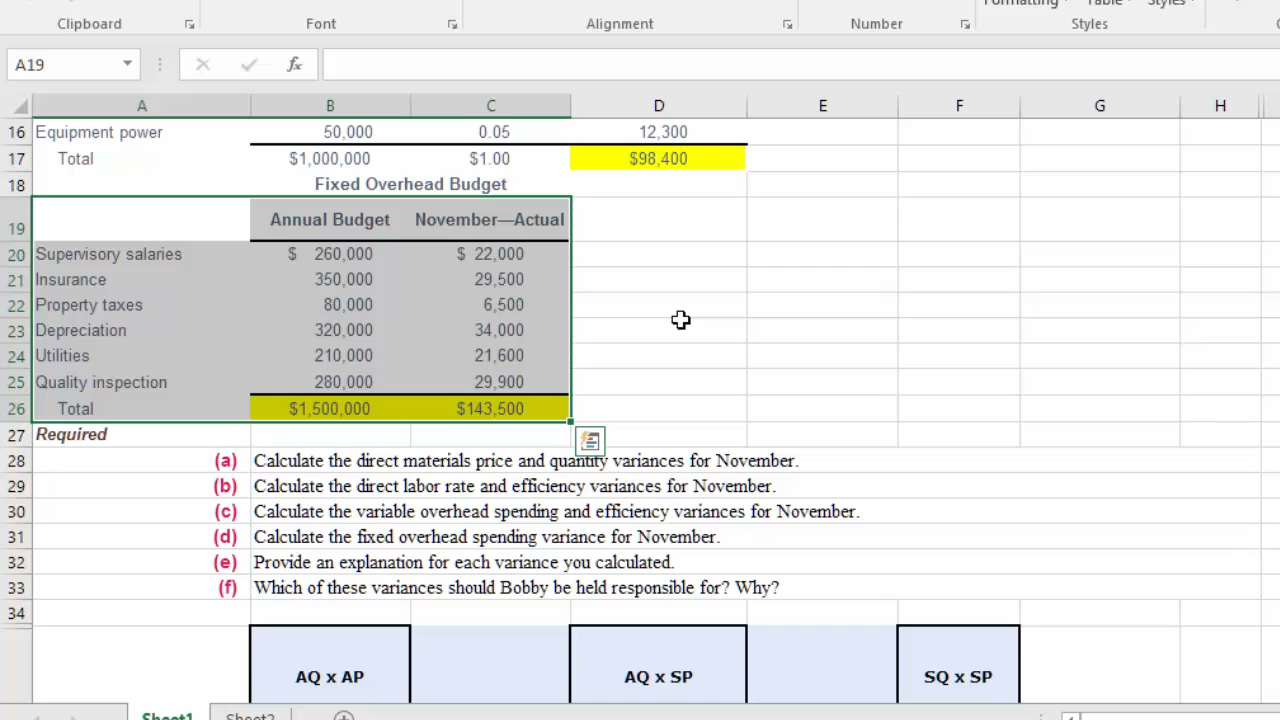 Formatting Table Styles
Clipboard Font Alignment Number Styles
A19 fx
A B C D E F G H
16 Equipment power 50,000 0.05 12,300
17 Total $1,000,000 $1.00 $98,400
18 Fixed Overhead Budget
19 Annual Budget November—Actual
20 Supervisory salaries $ 260,000 $ 22,000
21 Insurance 350,000 29,500
22 Property taxes 80,000 6,500
23 Depreciation 320,000 34,000
24 Utilities 210,000 21,600
25 Quality inspection 280,000 29,900
26 Total $1,500,000 $143,500
27 Required
28 (a) Calculate the direct materials price and quantity variances for November.
29 (b) Calculate the direct labor rate and efficiency variances for November.
30 (c) Calculate the variable overhead spending and efficiency variances for November.
31 (d) Calculate the fixed overhead spending variance for November.
32 (e) Provide an explanation for each variance you calculated.
33 (f) Which of these variances should Bobby be held responsible for? Why?
34
AQ x AP AQ x SP SQ x SP
Sheet1 Sheet2